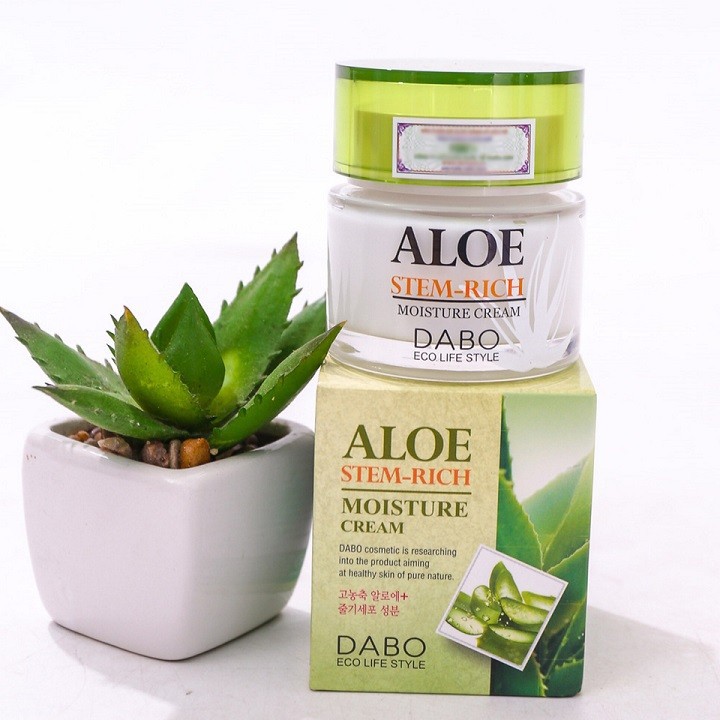 ALOE
STEM-RICH
MOISTURE CREAM
DABO
ECO LIFE STYLE
ALOE
STEM-RICH
MOISTURE
CREAM
DABO cosmetic is researching
into the product aiming
at healthy skin of pure nature.
고농축 알로에+
줄기세포 성분
DABO
ECO LIFE STYLE